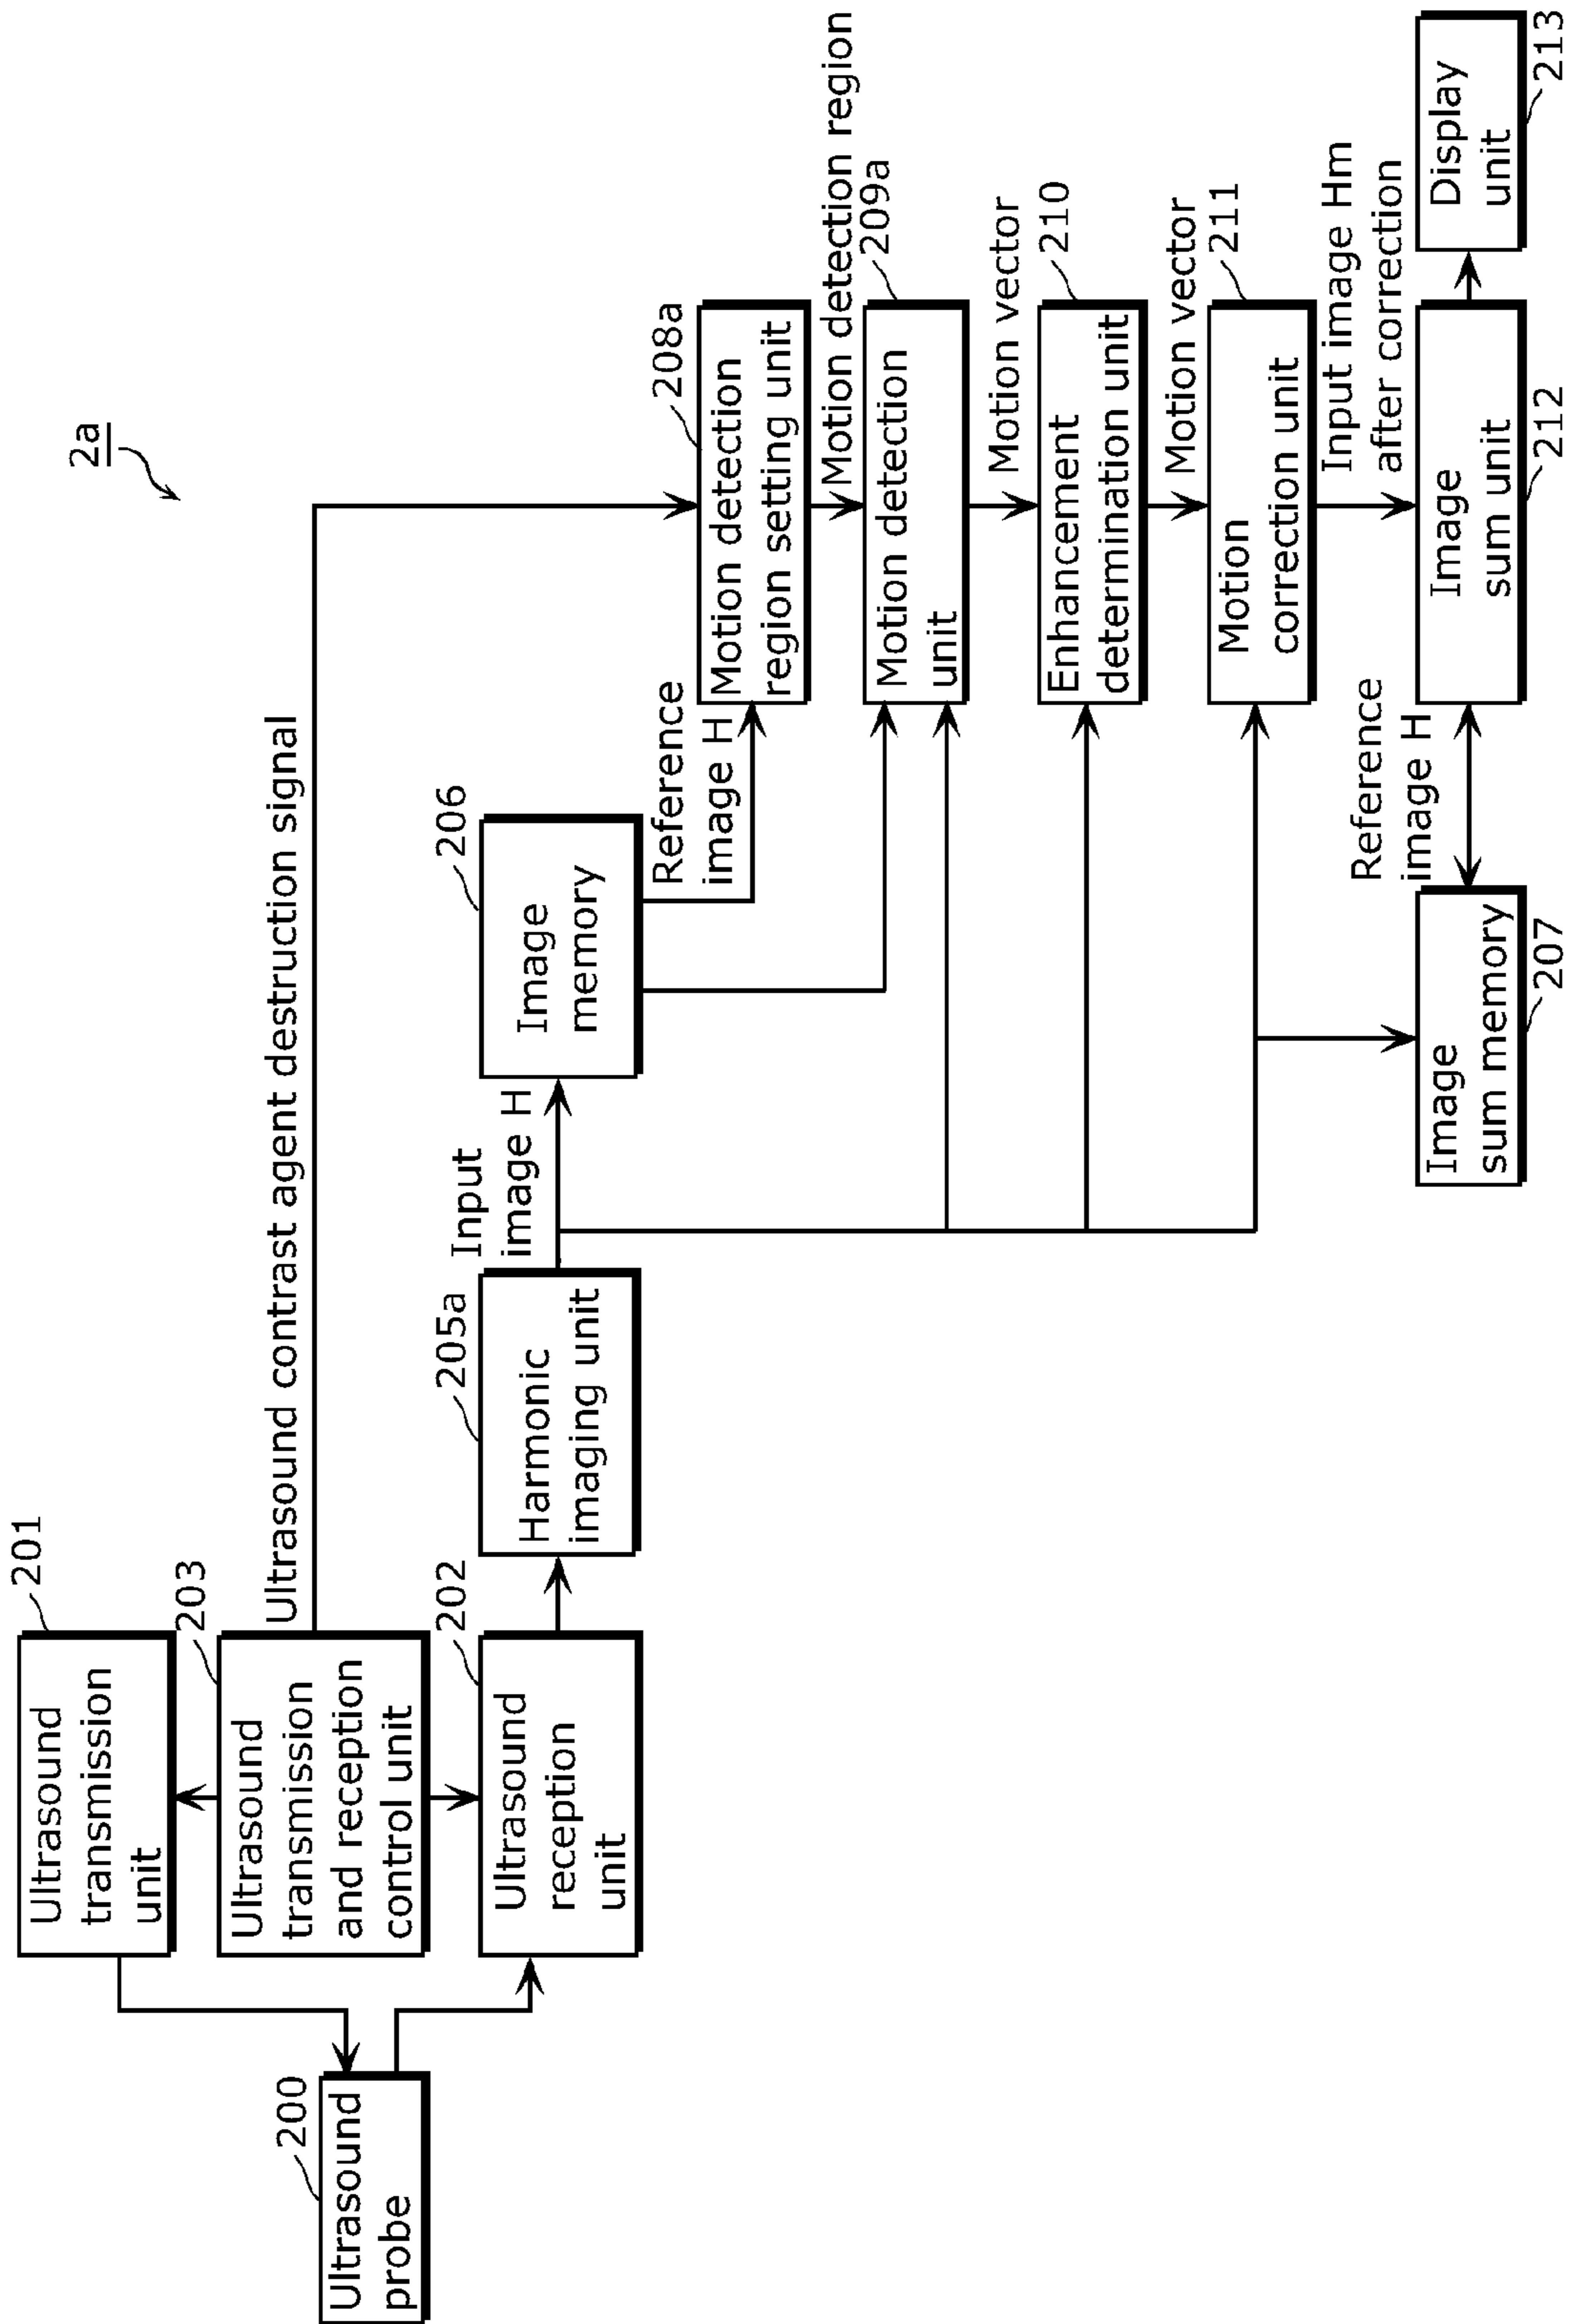 2a
200
Ultrasound
probe
201
Ultrasound
transmission
unit
203
Ultrasound
transmission
and reception
control unit
202
Ultrasound
reception
unit
Ultrasound contrast agent destruction signal
205a
Harmonic
imaging unit
Input
image H
206
Image
memory
Reference
image H
208a
Motion detection
region setting unit
Motion detection region
209a
Motion detection
unit
Motion vector
210
Enhancement
determination unit
Motion vector
211
Motion
correction unit
Input image Hm
after correction
Reference
image H
Image
sum memory
207
Image
sum unit
212
Display
unit
213